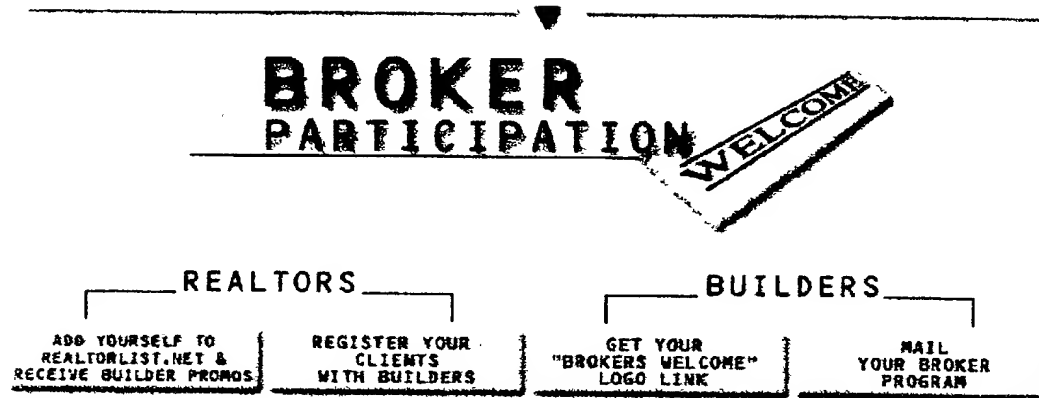 BROKER
PARTICIPATION
WELCOME
REALTORS
BUILDERS
ADD YOURSELF TO
REALTORLIST.NET &
RECEIVE BUILDER PROMOS
REGISTER YOUR
CLIENTS
WITH BUILDERS
GET YOUR
"BROKERS WELCOME"
LOGO LINK
MAIL
YOUR BROKER
PROGRAM